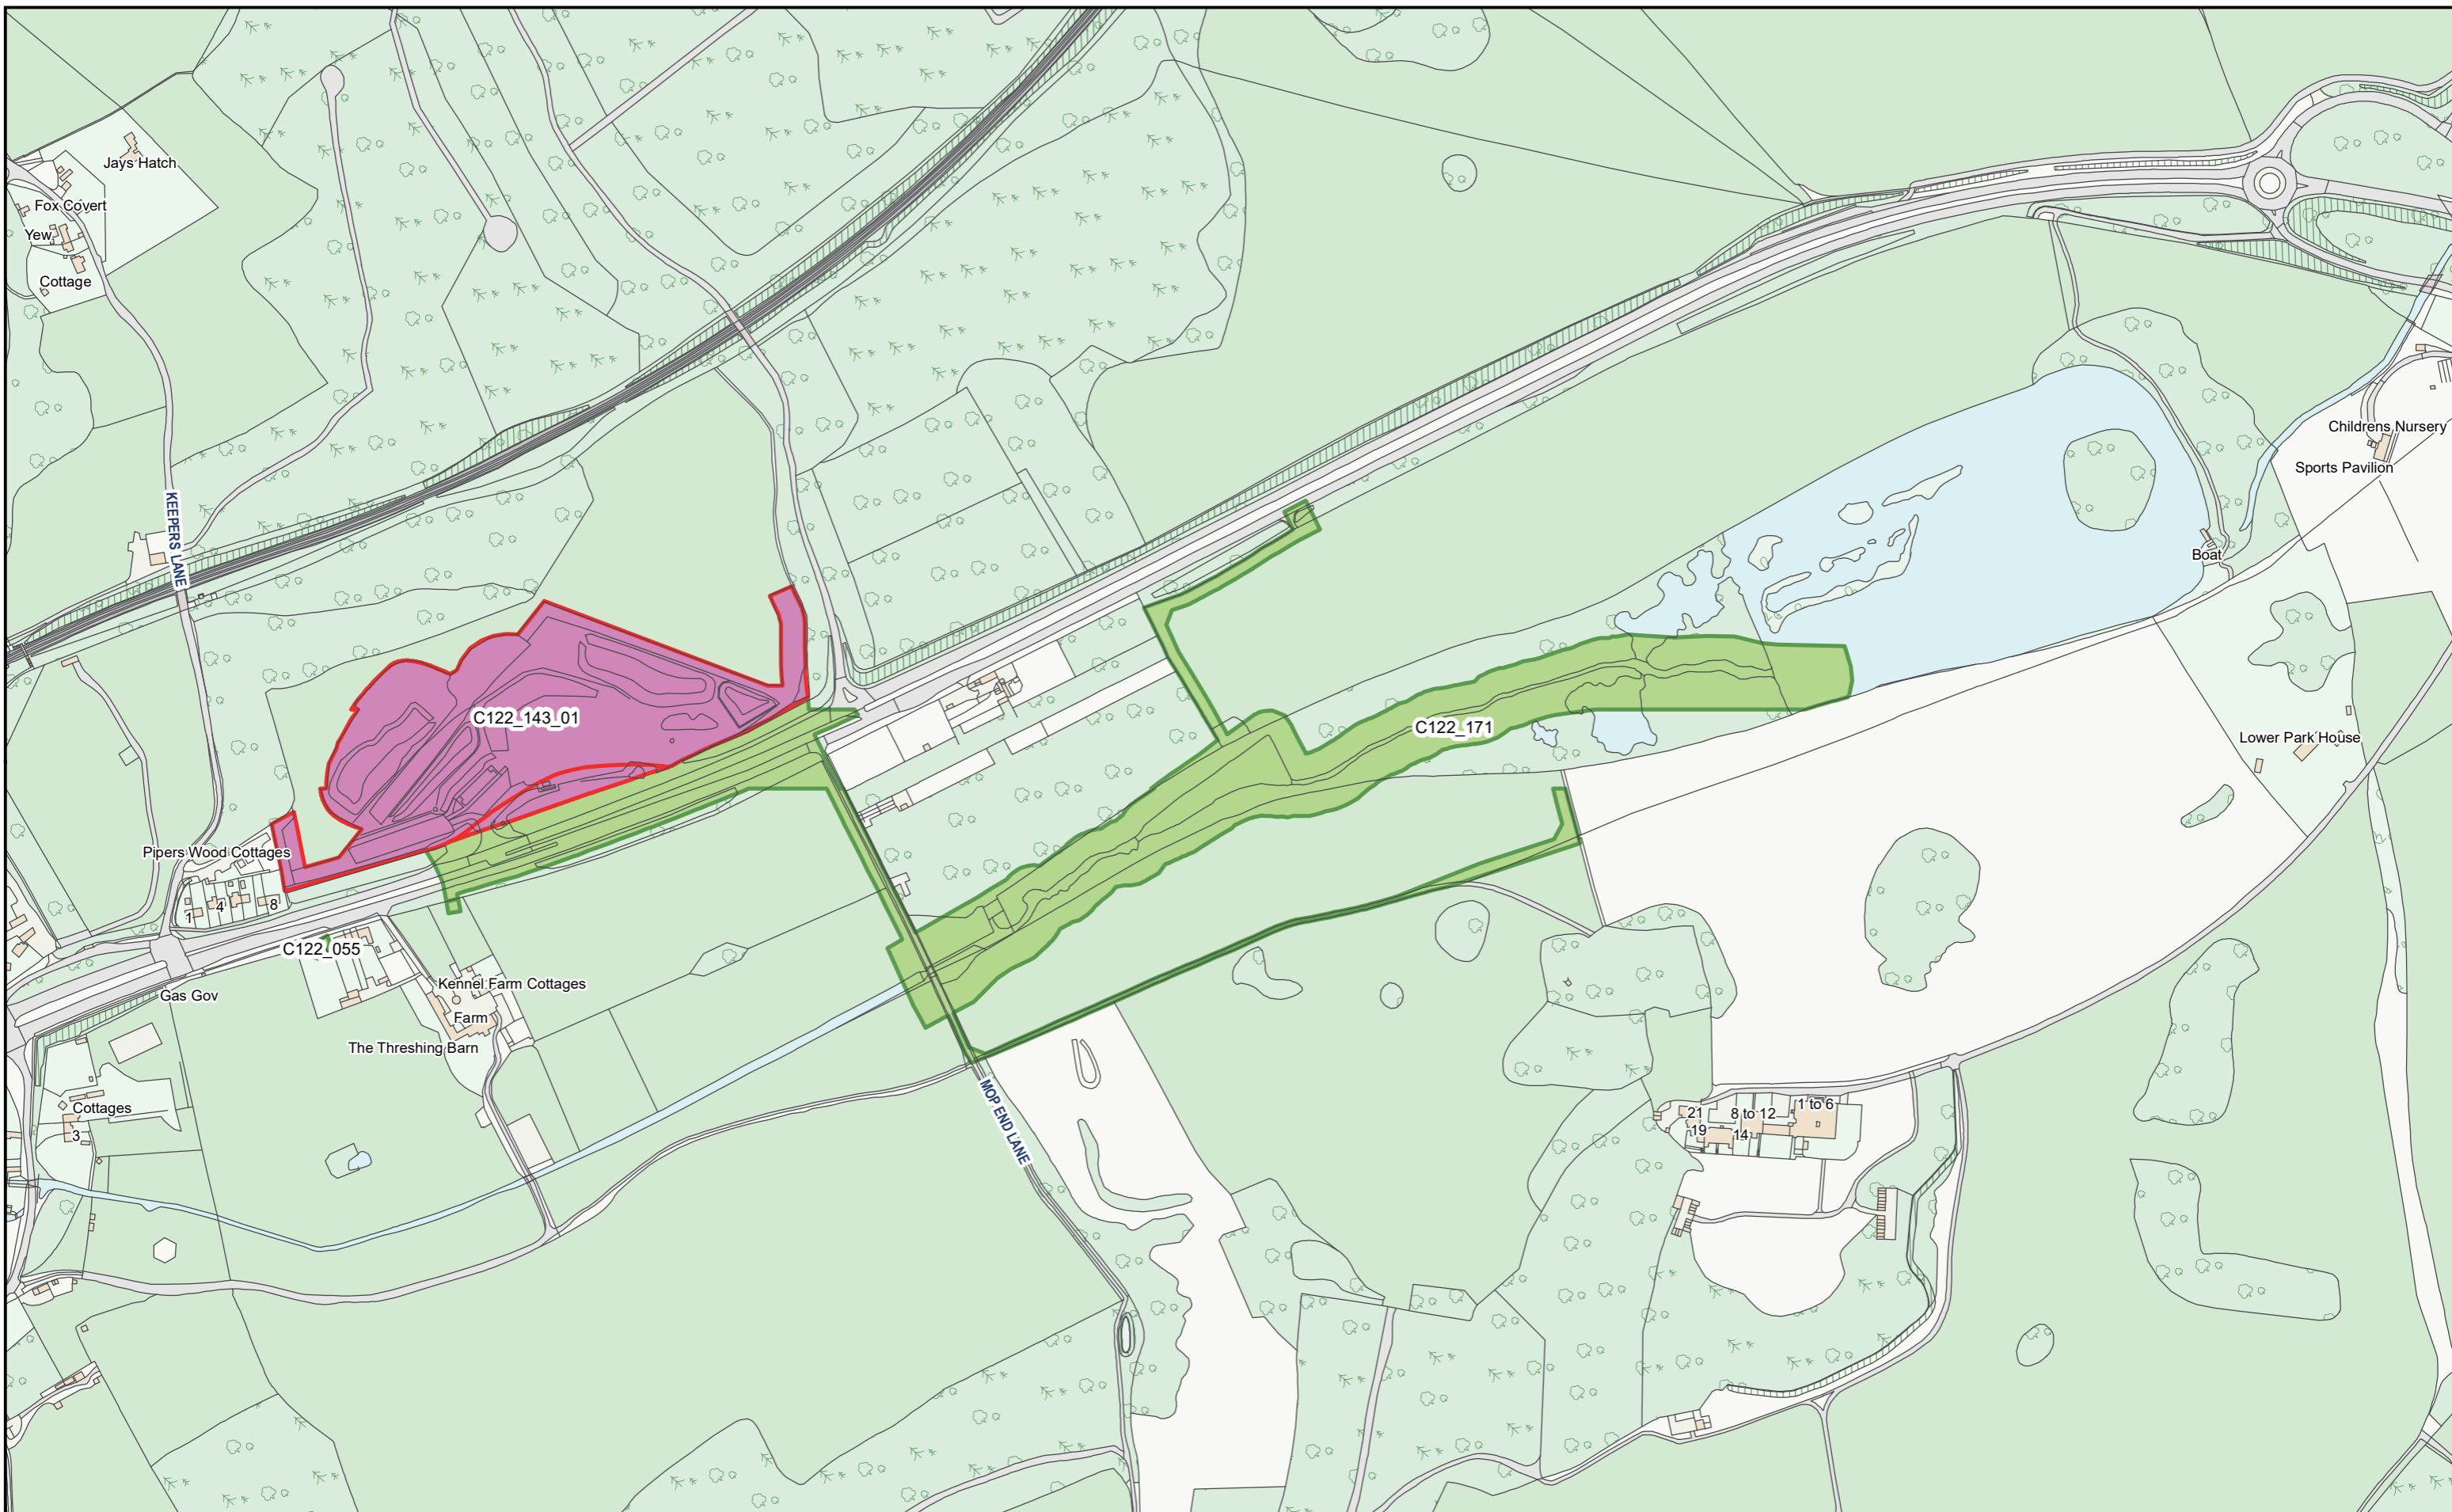 Jays Hatch
Fox Covert
Yew
Cottage
Childrens Nursery
Sports Pavilion
KEEPERS LANE
Boat
C122_143_01
C122_171
Lower Park House
Pipers Wood Cottages
1
4
8
C122_055
Kennel Farm Cottages
Gas Gov
Farm
The Threshing Barn
MOP END LANE
Cottages
3
21
8 to 12
1 to 6
19
14